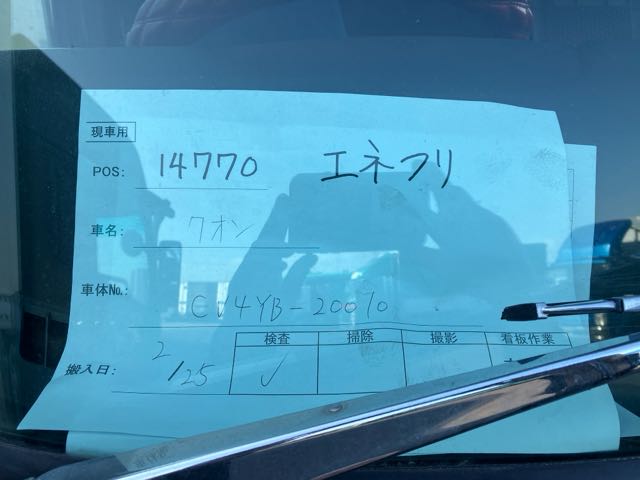 現車用
POS: 14770 エネフリ
車名: クオン
車体No.: CV4YB-20070
検査 掃除 撮影 看板作業
搬入日: 2/25 ✓